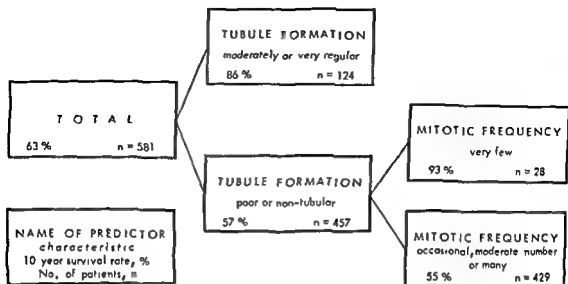 TUBULE FORMATION
moderately or very regular
86 % n = 124
TOTAL
63 % n = 581
TUBULE FORMATION
poor or non-tubular
57 % n = 457
MITOTIC FREQUENCY
very few
93 % n = 28
MITOTIC FREQUENCY
occasional, moderate number
or many
55 % n = 429
NAME OF PREDICTOR
characteristic
10 year survival rate, %
No. of patients, n